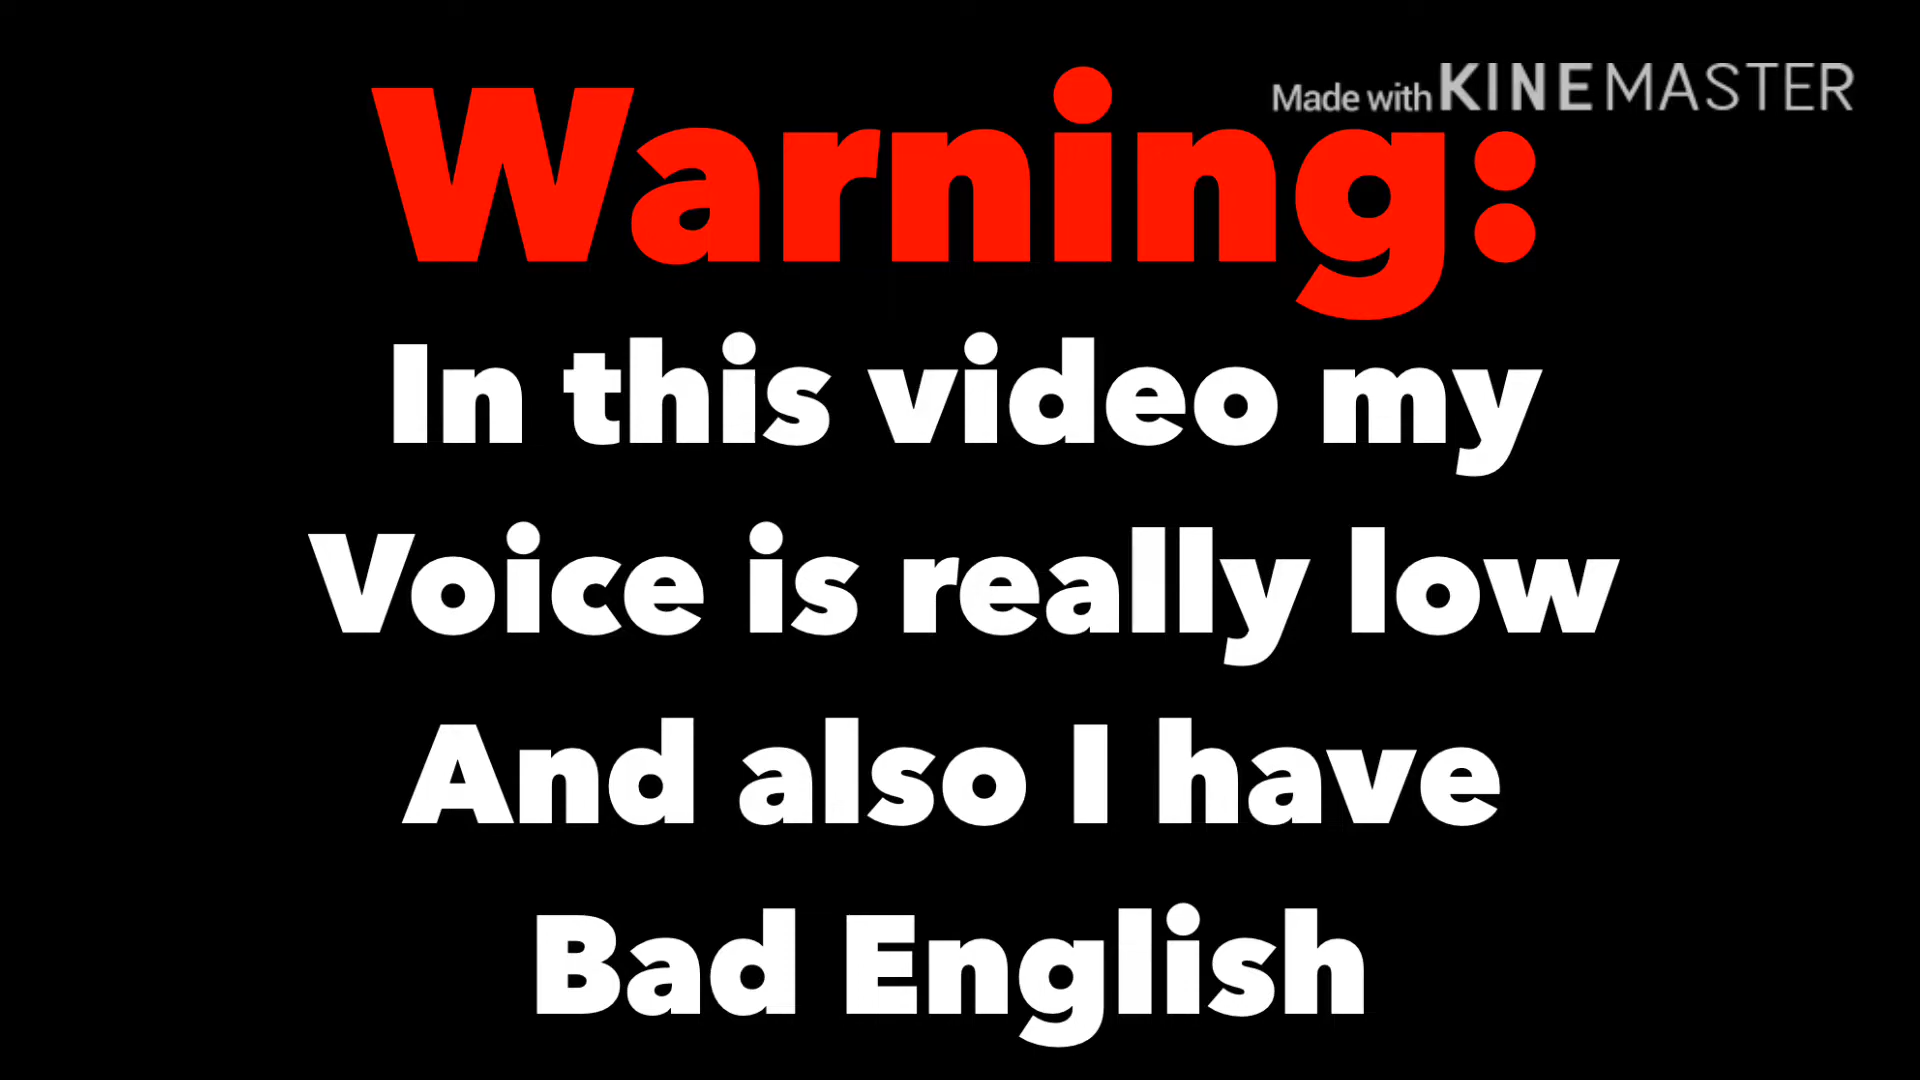 Made with KINEMASTER
Warning:
In this video my
Voice is really low
And also I have
Bad English